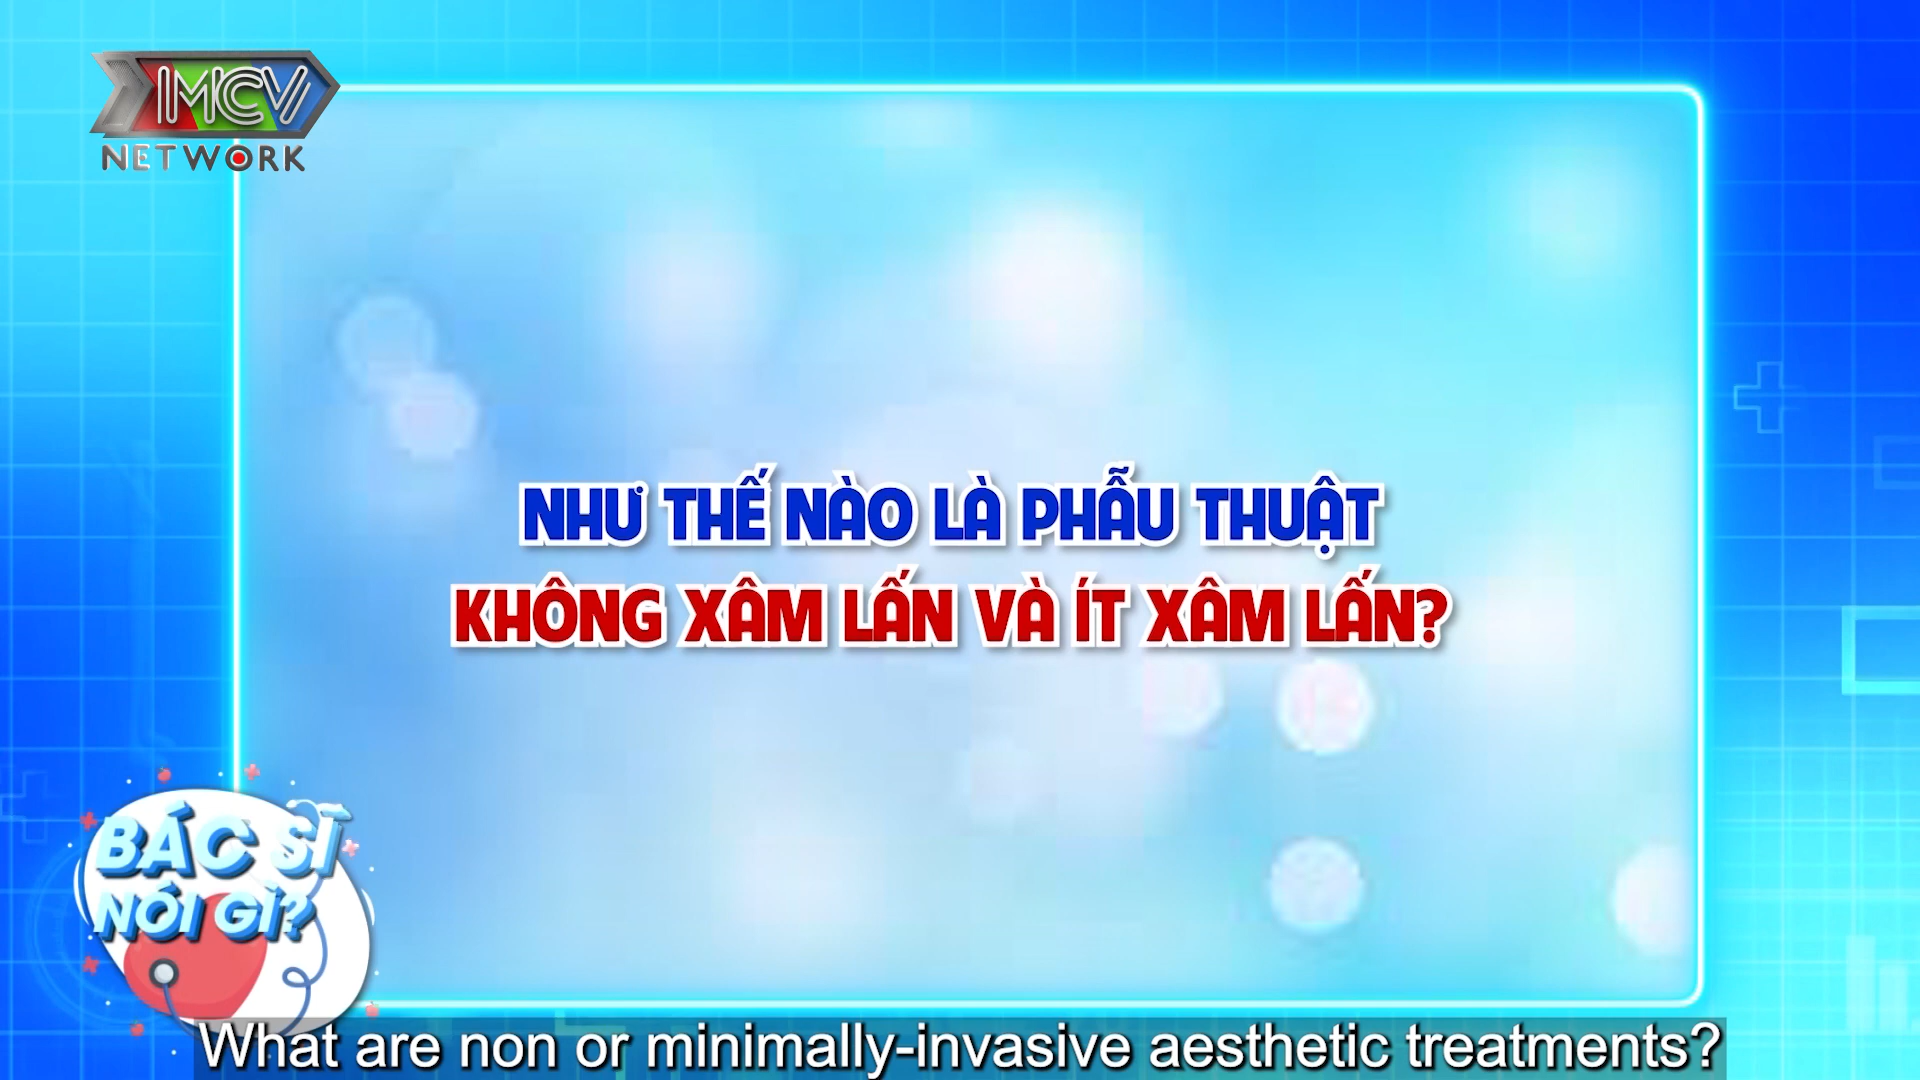 MCV
NETWORK
NHƯ THẾ NÀO LÀ PHẪU THUẬT
KHÔNG XÂM LẤN VÀ ÍT XÂM LẤN?
BÁC SĨ
NÓI GÌ?
What are non or minimally-invasive aesthetic treatments?